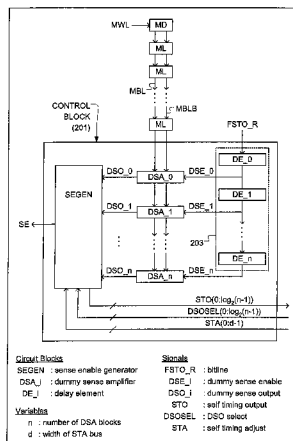 MWL
MD
ML
ML
MBL
MBLB
CONTROL
BLOCK
(201)
ML
FSTO_R
DE_0
DSO_0
DSE_0
DSA_0
SEGEN
DE_1
DSO_1
DSE_1
DSA_1
SE
203
DE_n
DSO_n
DSE_n
DSA_n
STO(0:log₂(n-1))
DSOSEL(0:log₂(n-1))
STA(0:d-1)
Circuit Blocks
SEGEN : sense enable generator
DSA_i : dummy sense amplifier
DE_i : delay element
Variables
n : number of DSA blocks
d : width of STA bus
Signals
FSTO_R : bitline
DSE_i : dummy sense enable
DSO_i : dummy sense output
STO : self timing output
DSOSEL : DSO select
STA : self timing adjust